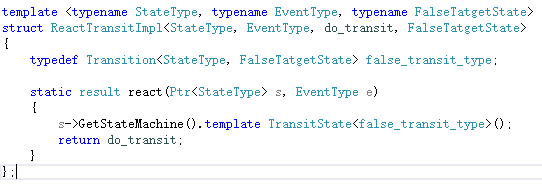 template <typename StateType, typename EventType, typename FalseTatgetState>
struct ReactTransitImpl<StateType, EventType, do_transit, FalseTatgetState>
{
    typedef Transition<StateType, FalseTatgetState> false_transit_type;
    static result react(Ptr<StateType> s, EventType e)
    {
        s->GetStateMachine().template TransitState<false_transit_type>();
        return do_transit;
    }
};